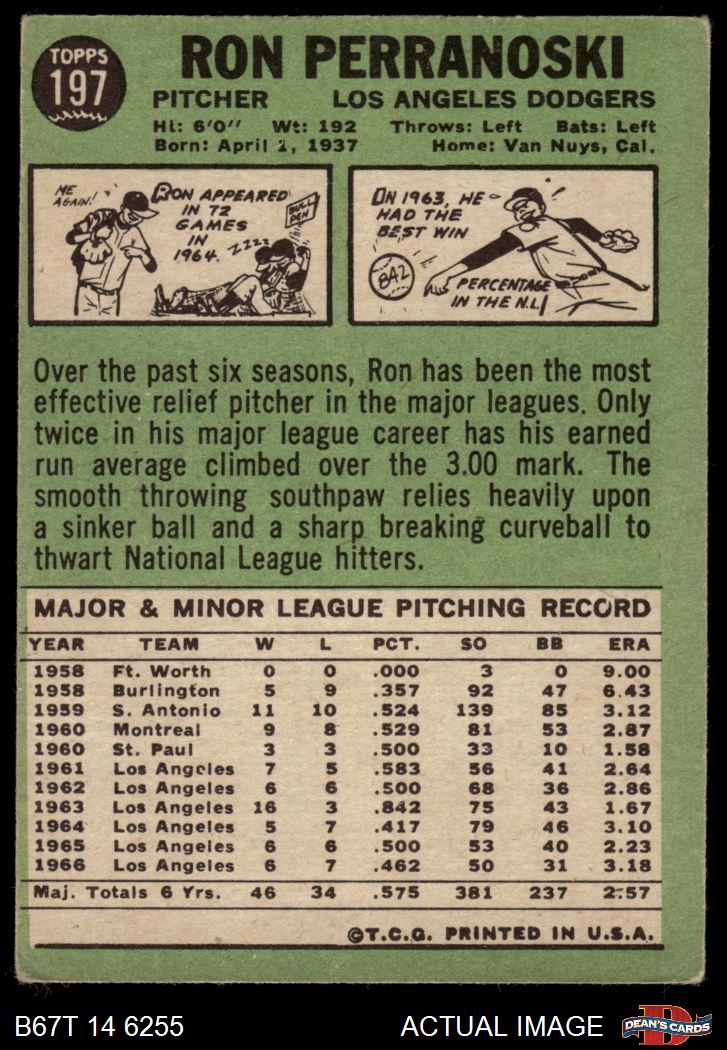 TOPPS
197
RON PERRANOSKI
PITCHER LOS ANGELES DODGERS
Ht: 6'0" Wt: 192 Throws: Left Bats: Left
Born: April 1, 1937 Home: Van Nuys, Cal.
ME AGAIN!
RON APPEARED
IN 72
GAMES
IN
1964.
ZZZZ
BULL PEN
ON 1963, HE
HAD THE
BEST WIN
842
PERCENTAGE
IN THE N.L!
Over the past six seasons, Ron has been the most
effective relief pitcher in the major leagues. Only
twice in his major league career has his earned
run average climbed over the 3.00 mark. The
smooth throwing southpaw relies heavily upon
a sinker ball and a sharp breaking curveball to
thwart National League hitters.
MAJOR & MINOR LEAGUE PITCHING RECORD
YEAR TEAM W L PCT. SO BB ERA
1958 Ft. Worth 0 0 .000 3 0 9.00
1958 Burlington 5 9 .357 92 47 6.43
1959 S. Antonio 11 10 .524 139 85 3.12
1960 Montreal 9 8 .529 81 53 2.87
1960 St. Paul 3 3 .500 33 10 1.58
1961 Los Angeles 7 5 .583 56 41 2.64
1962 Los Angeles 6 6 .500 68 36 2.86
1963 Los Angeles 16 3 .842 75 43 1.67
1964 Los Angeles 5 7 .417 79 46 3.10
1965 Los Angeles 6 6 .500 53 40 2.23
1966 Los Angeles 6 7 .462 50 31 3.18
Maj. Totals 6 Yrs. 46 34 .575 381 237 2.57
©T.C.G. PRINTED IN U.S.A.
B67T 14 6255 ACTUAL IMAGE
D
DEAN'S CARDS